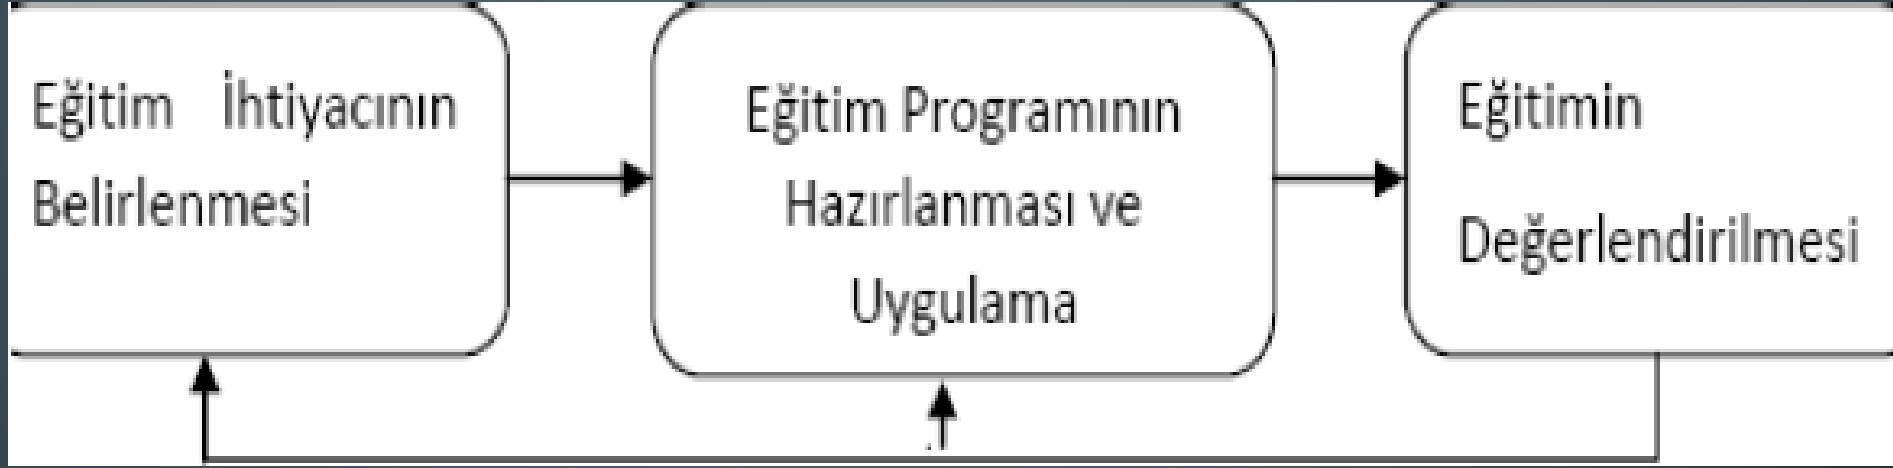 Eğitim İhtiyacının
Belirlenmesi
Eğitim Programının
Hazırlanması ve
Uygulama
Eğitimin
Değerlendirilmesi